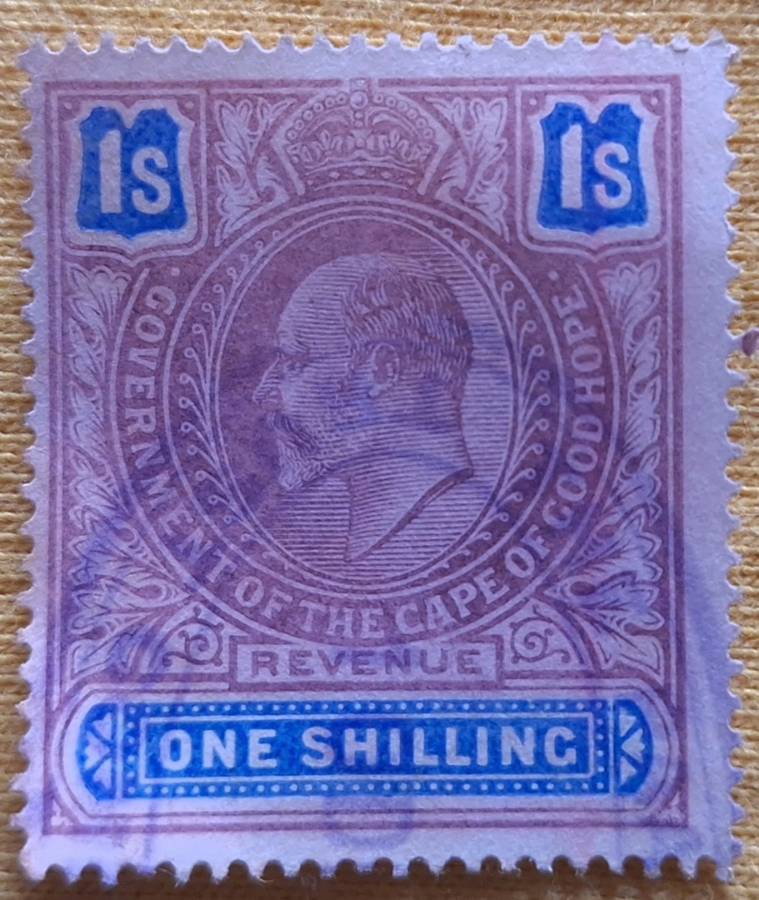 1s 1s
· GOVERNMENT OF THE CAPE OF GOOD HOPE ·
REVENUE
ONE SHILLING